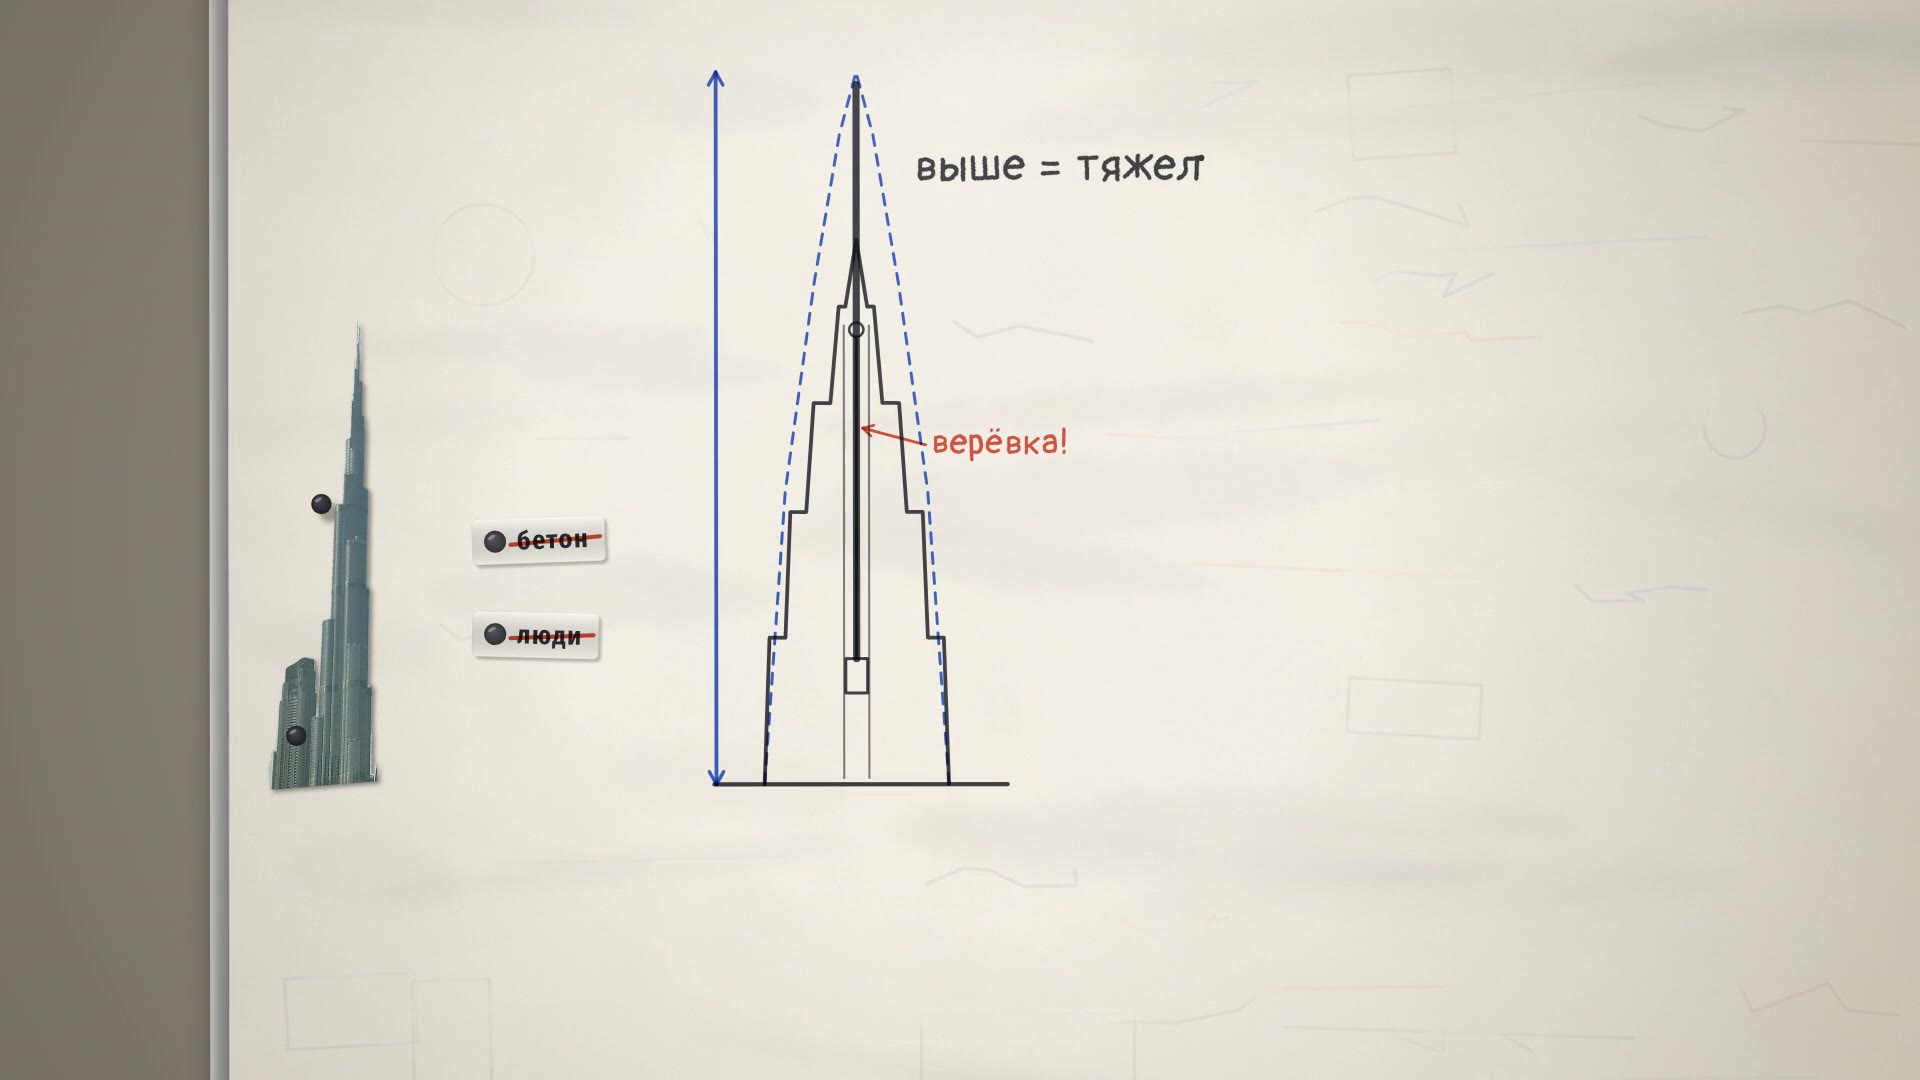 выше = тяжел
верёвка!
бетон
люди